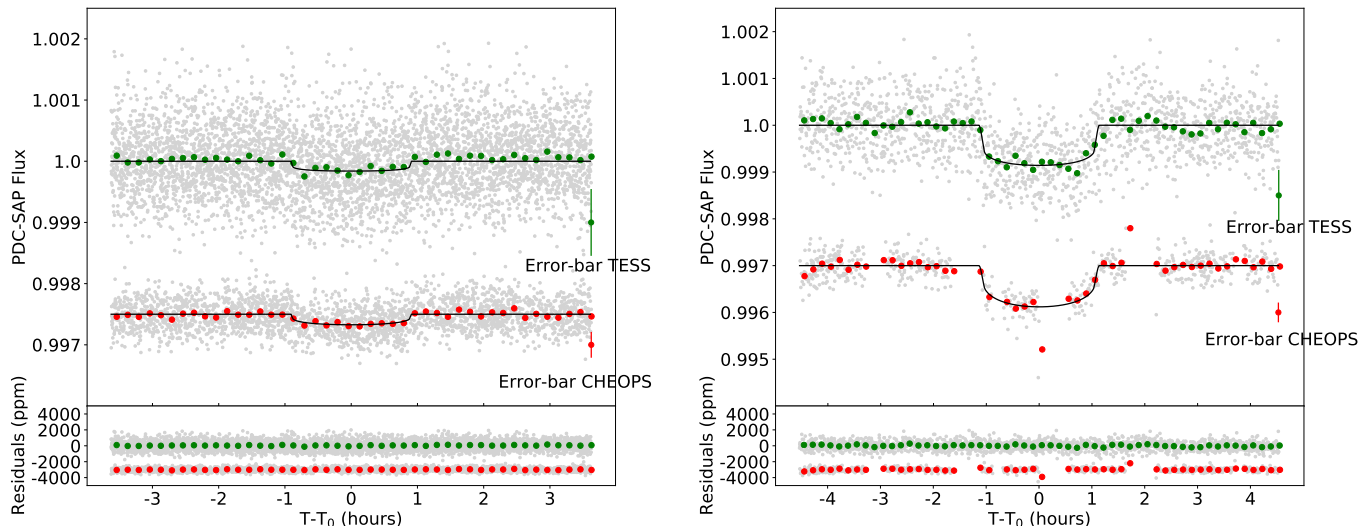 1.002
1.001
1.0
0.999
0.998
0.997
PDC-SAP Flux
Error-bar TESS
Error-bar CHEOPS
4000
2000
0
-2000
-4000
Residuals (ppm)
-3 -2 -1 0 1 2 3
T-T0 (hours)
1.002
1.001
1.0
0.999
0.998
0.997
0.996
0.995
PDC-SAP Flux
Error-bar TESS
Error-bar CHEOPS
4000
2000
0
-2000
-4000
Residuals (ppm)
-4 -3 -2 -1 0 1 2 3 4
T-T0 (hours)